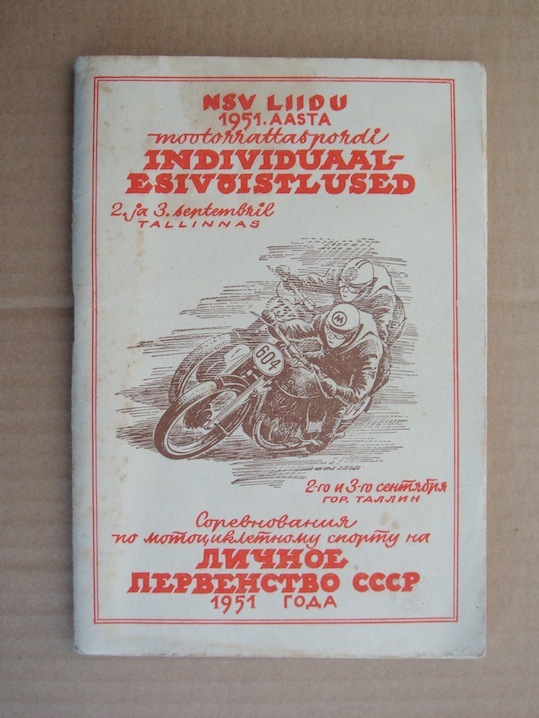 NSV LIIDU
1951. AASTA
mootorrattaspordi
INDIVIDUAAL-
ESIVÕISTLUSED
2. ja 3. septembril
TALLINNAS
M
604
2-го и 3-го сентября
ГОР. ТАЛЛИН
Соревнования
по мотоциклетному спорту на
ЛИЧНОЕ
ПЕРВЕНСТВО СССР
1951 ГОДА